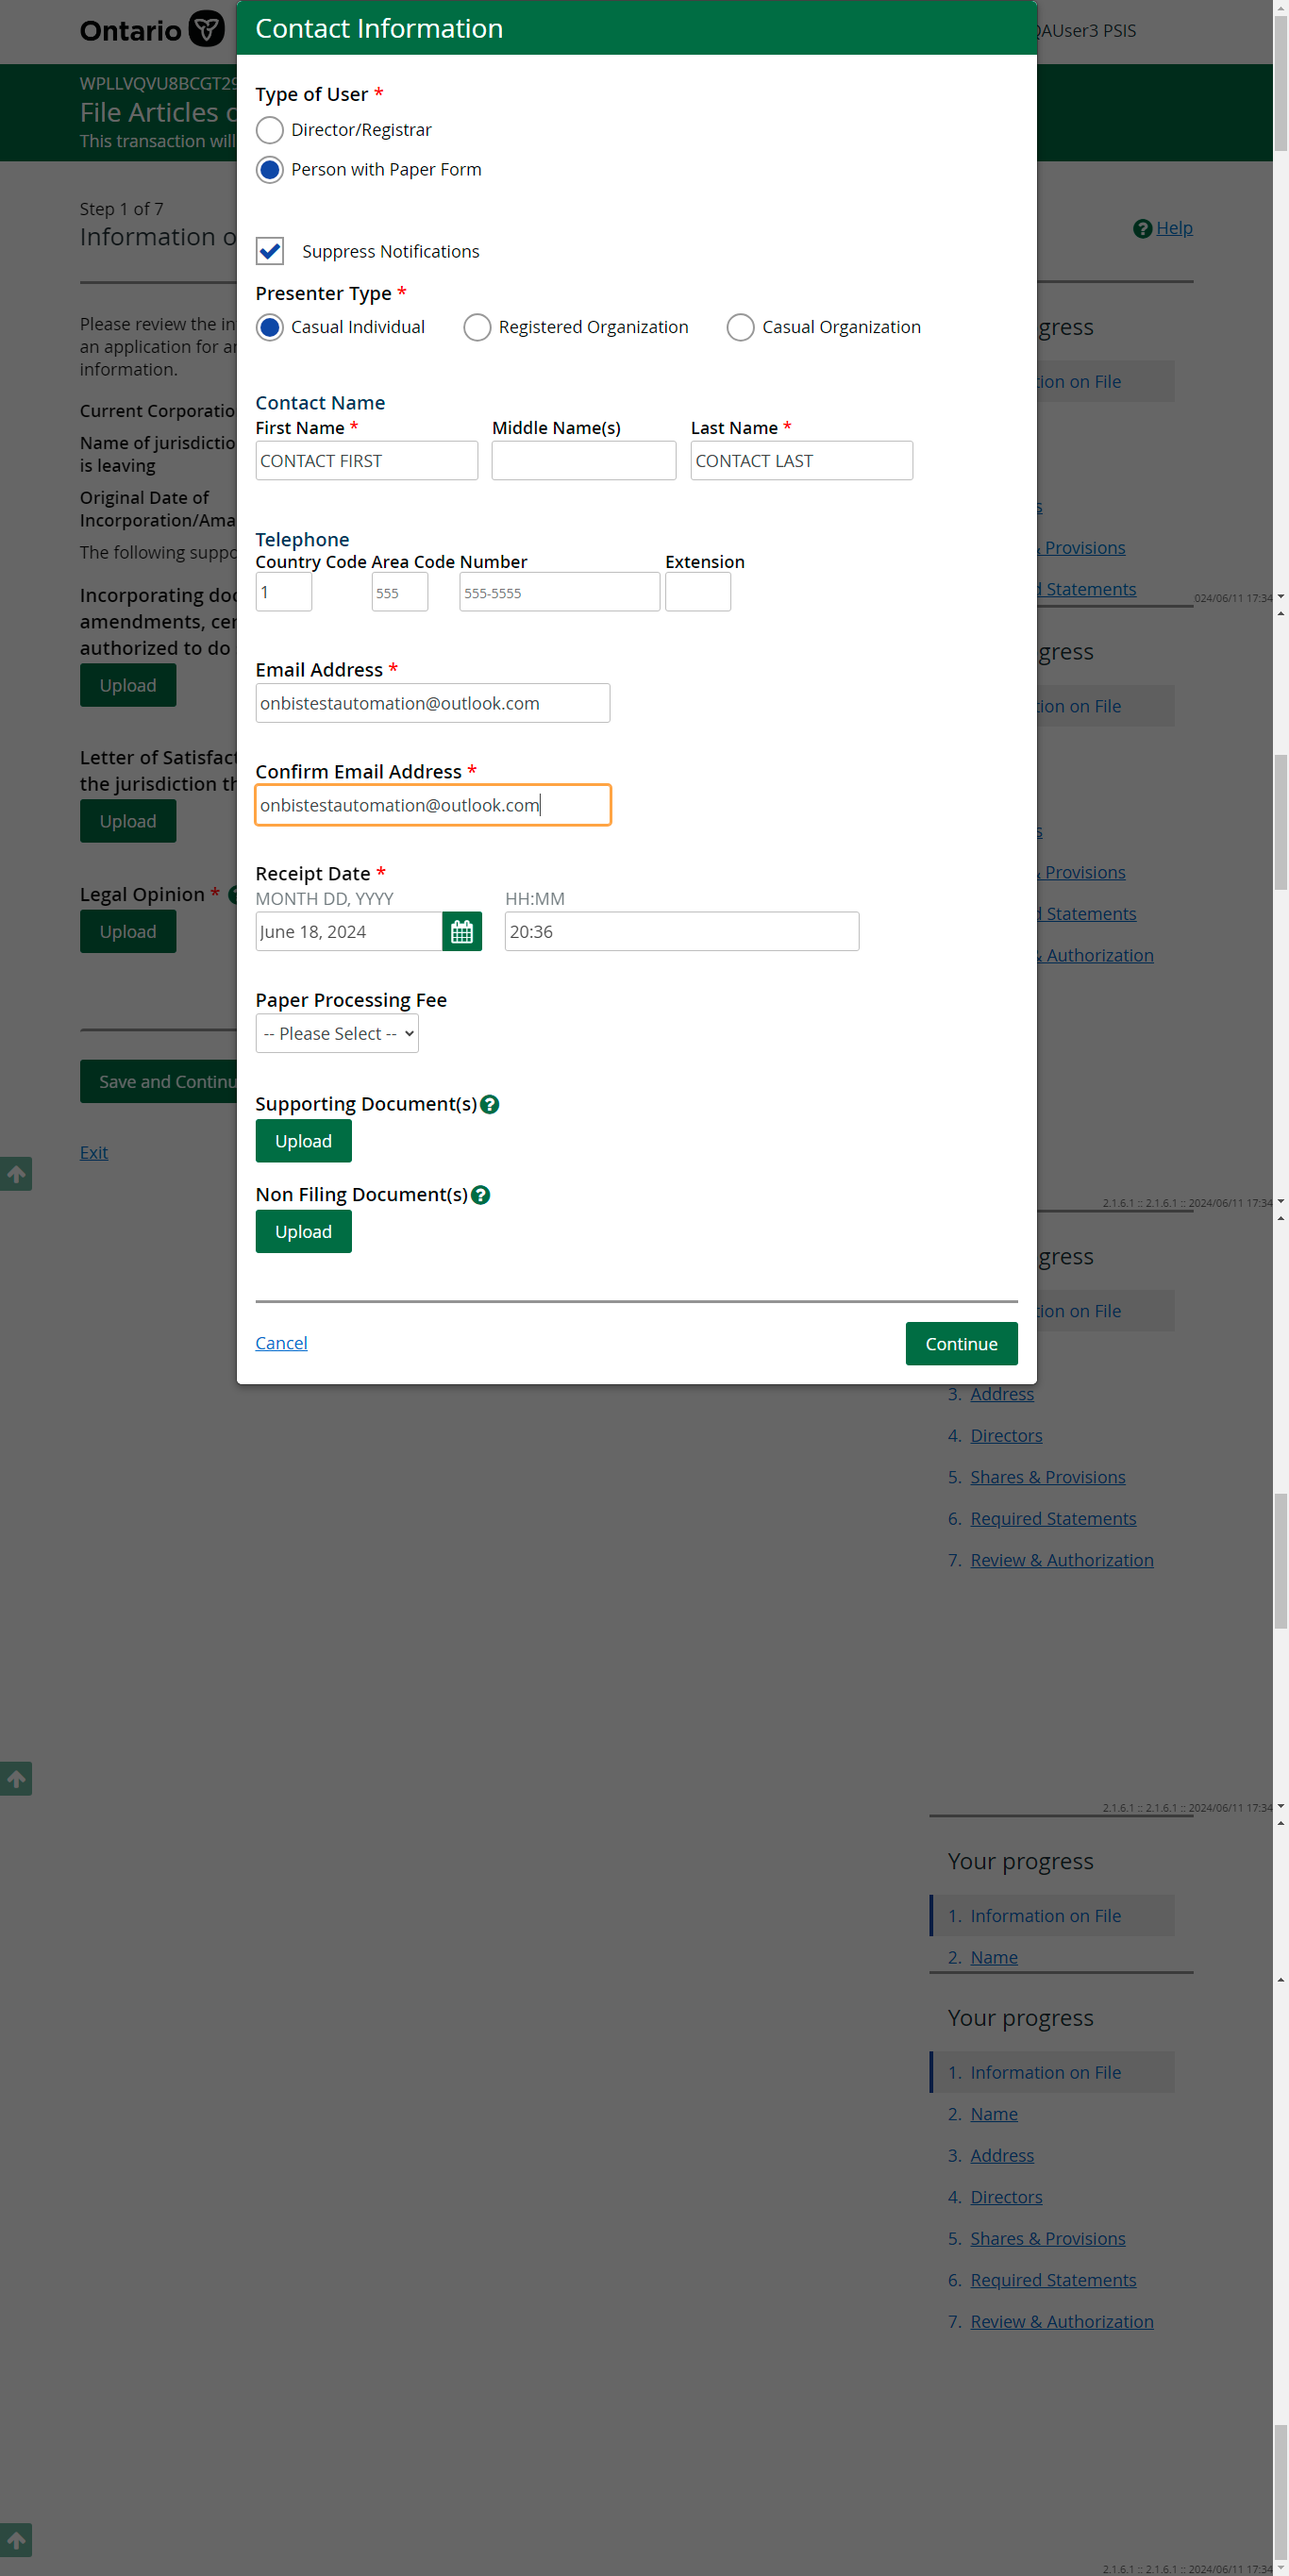 Ontario
QAUser3 PSIS
WPLLVQVU8BCGT29
File Articles o
This transaction will
Contact Information
Type of User *
Director/Registrar
Person with Paper Form
Step 1 of 7
Information o
Help
Suppress Notifications
Presenter Type *
Casual Individual
Registered Organization
Casual Organization
Please review the in
an application for an
information.
Current Corporatio
Name of jurisdictio
is leaving
Original Date of
Incorporation/Ama
The following suppo
Incorporating doc
amendments, cer
authorized to do
Upload
Letter of Satisfact
the jurisdiction th
Upload
Legal Opinion *
Upload
Save and Continu
Exit
Contact Name
First Name *
Middle Name(s)
Last Name *
CONTACT FIRST
CONTACT LAST
Telephone
Country Code Area Code Number
Extension
1
555
555-5555
Email Address *
onbistestautomation@outlook.com
Confirm Email Address *
onbistestautomation@outlook.com
Receipt Date *
MONTH DD, YYYY
HH:MM
June 18, 2024
20:36
Paper Processing Fee
-- Please Select --
Supporting Document(s)
Upload
Non Filing Document(s)
Upload
Cancel
Continue
gress
ion on File
s
& Provisions
d Statements
024/06/11 17:34
gress
ion on File
s
& Provisions
d Statements
& Authorization
2.1.6.1 :: 2.1.6.1 :: 2024/06/11 17:34
gress
ion on File
3. Address
4. Directors
5. Shares & Provisions
6. Required Statements
7. Review & Authorization
2.1.6.1 :: 2.1.6.1 :: 2024/06/11 17:34
Your progress
1. Information on File
2. Name
Your progress
1. Information on File
2. Name
3. Address
4. Directors
5. Shares & Provisions
6. Required Statements
7. Review & Authorization
2.1.6.1 :: 2.1.6.1 :: 2024/06/11 17:34